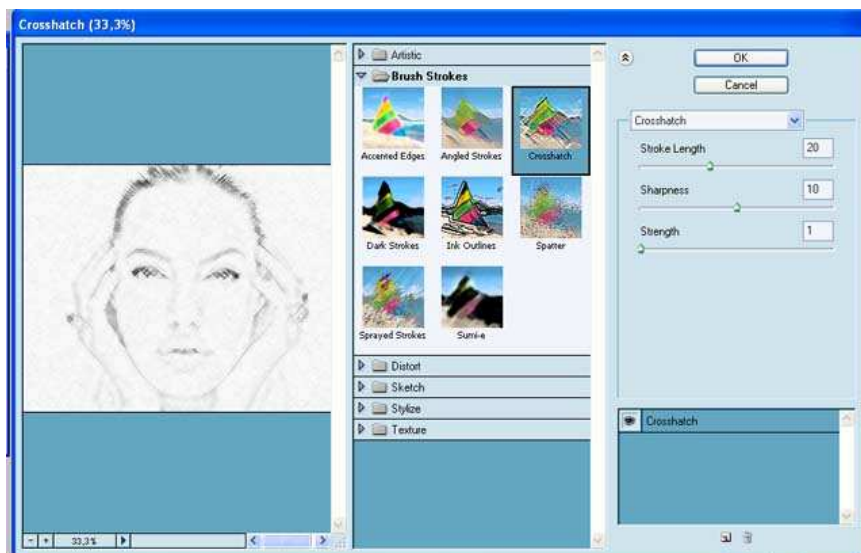 Crosshatch (33,3%)
Artistic
Brush Strokes
Accented Edges
Angled Strokes
Crosshatch
Dark Strokes
Ink Outlines
Spatter
Sprayed Strokes
Sumi-e
Distort
Sketch
Stylize
Texture
33,3%
OK
Cancel
Crosshatch
Stroke Length 20
Sharpness 10
Strength 1
Crosshatch